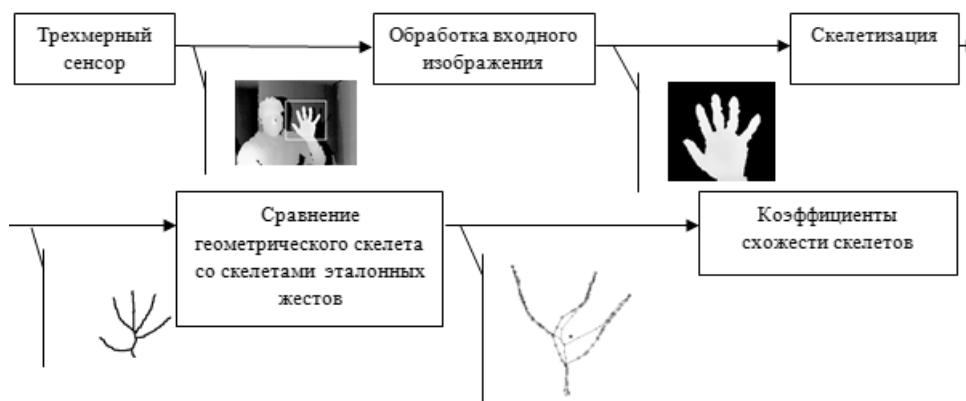 Трехмерный
сенсор
Обработка входного
изображения
Скелетизация
Сравнение
геометрического скелета
со скелетами эталонных
жестов
Коэффициенты
схожести скелетов